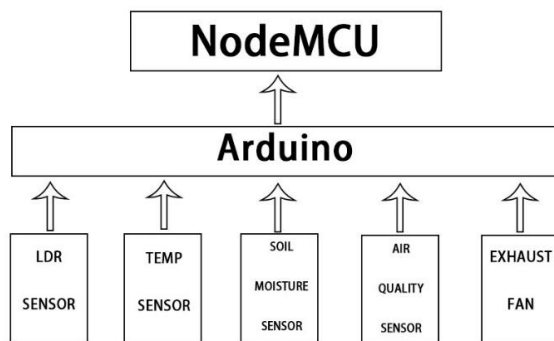 NodeMCU
Arduino
LDR
SENSOR
TEMP
SENSOR
SOIL
MOISTURE
SENSOR
AIR
QUALITY
SENSOR
EXHAUST
FAN